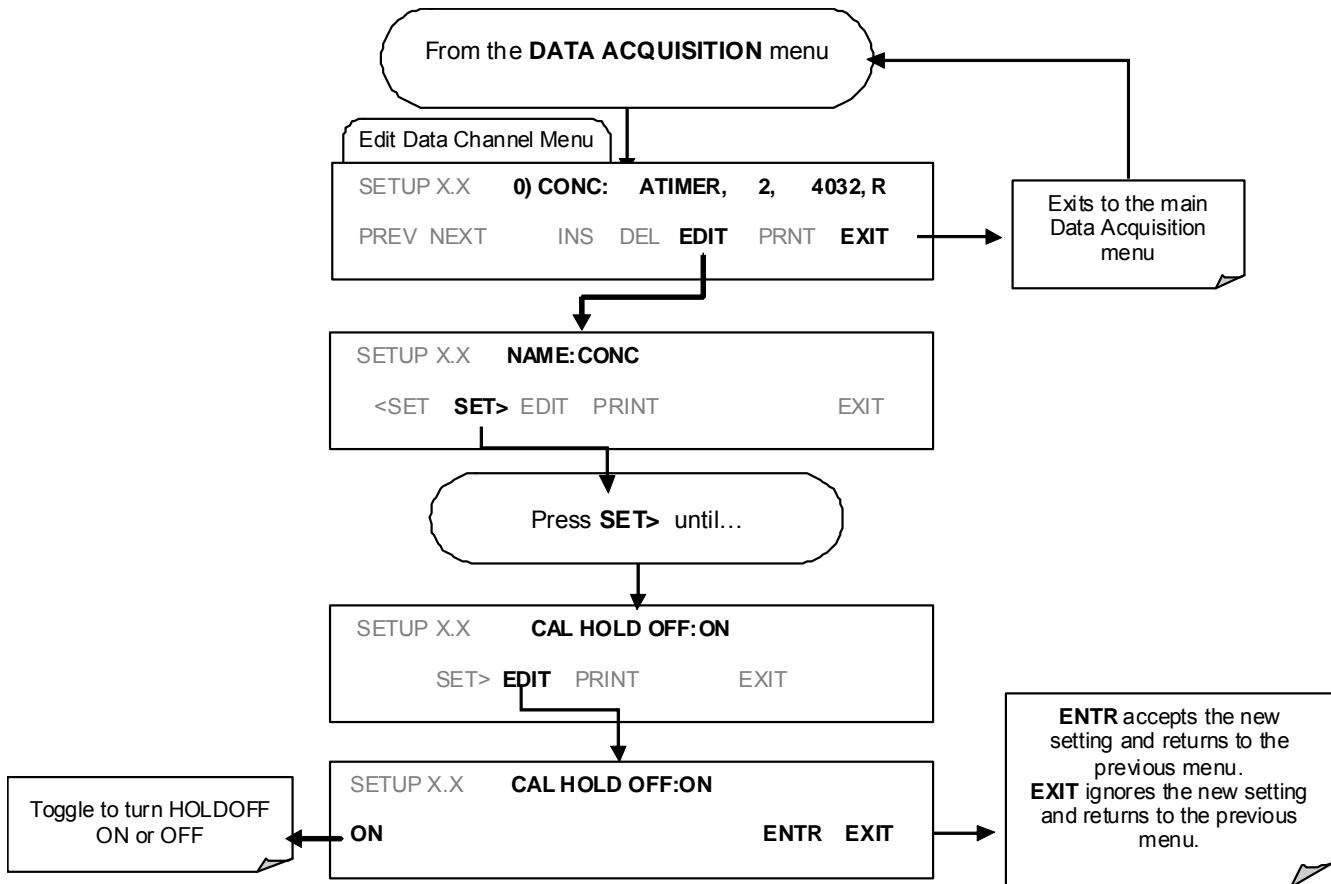 From the DATA ACQUISITION menu
Edit Data Channel Menu
SETUP X.X 0) CONC: ATIMER, 2, 4032, R
PREV NEXT INS DEL EDIT PRNT EXIT
Exits to the main
Data Acquisition
menu
SETUP X.X NAME:CONC
<SET SET> EDIT PRINT EXIT
Press SET> until…
SETUP X.X CAL HOLD OFF:ON
SET> EDIT PRINT EXIT
SETUP X.X CAL HOLD OFF:ON
ON ENTR EXIT
Toggle to turn HOLDOFF
ON or OFF
ENTR accepts the new
setting and returns to the
previous menu.
EXIT ignores the new setting
and returns to the previous
menu.